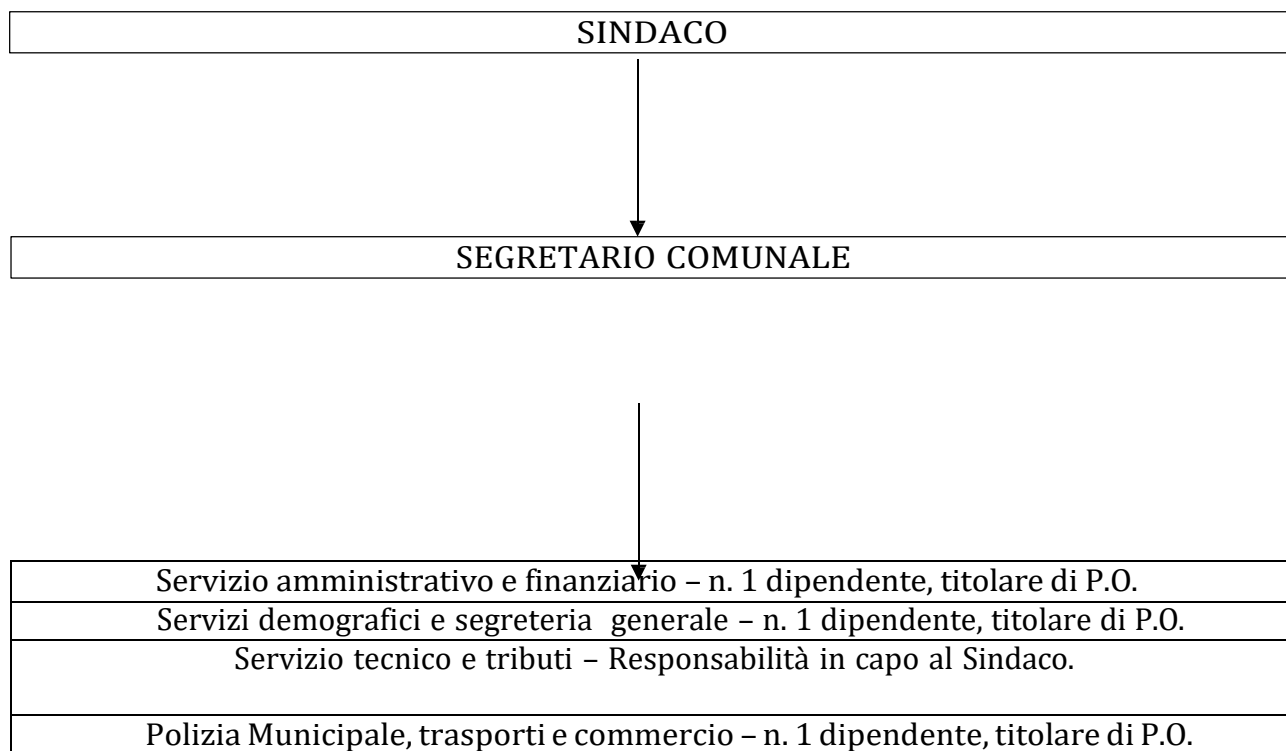 SINDACO
SEGRETARIO COMUNALE
Servizio amministrativo e finanziario – n. 1 dipendente, titolare di P.O.
Servizi demografici e segreteria generale – n. 1 dipendente, titolare di P.O.
Servizio tecnico e tributi – Responsabilità in capo al Sindaco.
Polizia Municipale, trasporti e commercio – n. 1 dipendente, titolare di P.O.